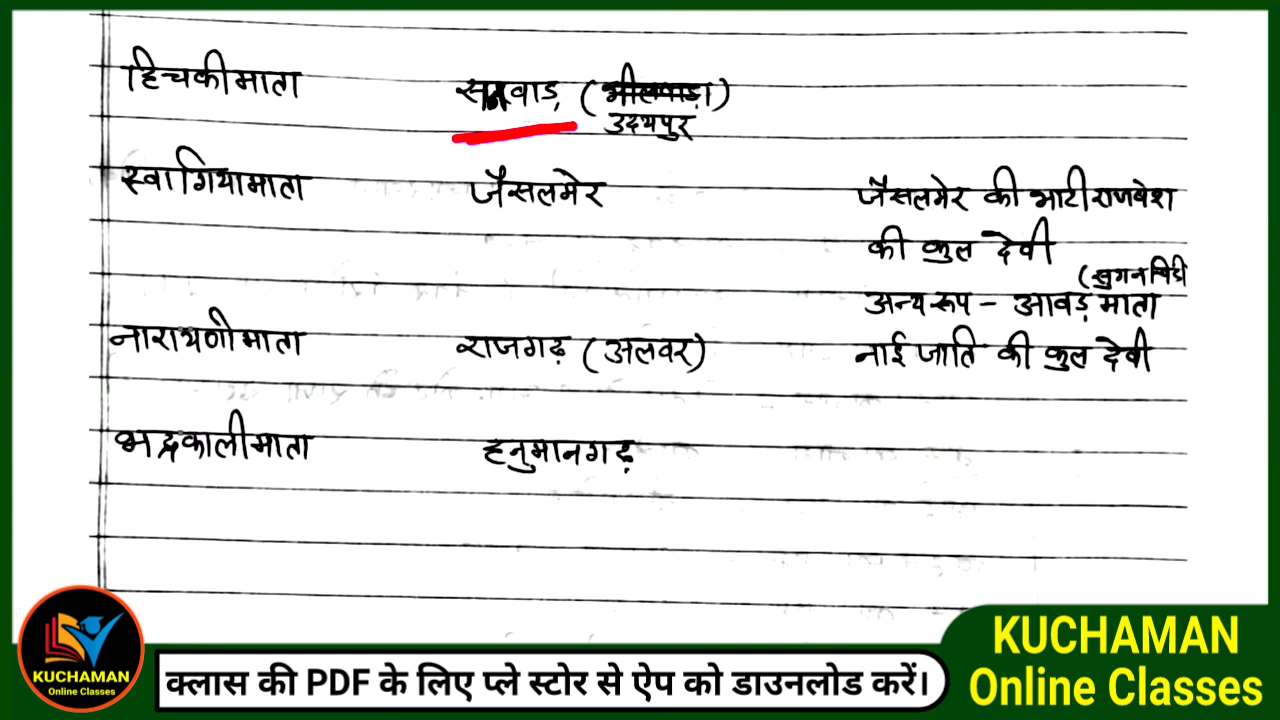 हिचकीमाता सनवाड़ (भीलवाड़ा)
उदयपुर
स्वांगियामाता जैसलमेर जैसलमेर की भाटी राजवंश
की कुल देवी
(सुगनचिडी
अन्य रूप - आवड़ माता
नारायणीमाता राजगढ़ (अलवर) नाई जाति की कुल देवी
भद्रकालीमाता हनुमानगढ़
KUCHAMAN
Online Classes
क्लास की PDF के लिए प्ले स्टोर से ऐप को डाउनलोड करें।
KUCHAMAN
Online Classes